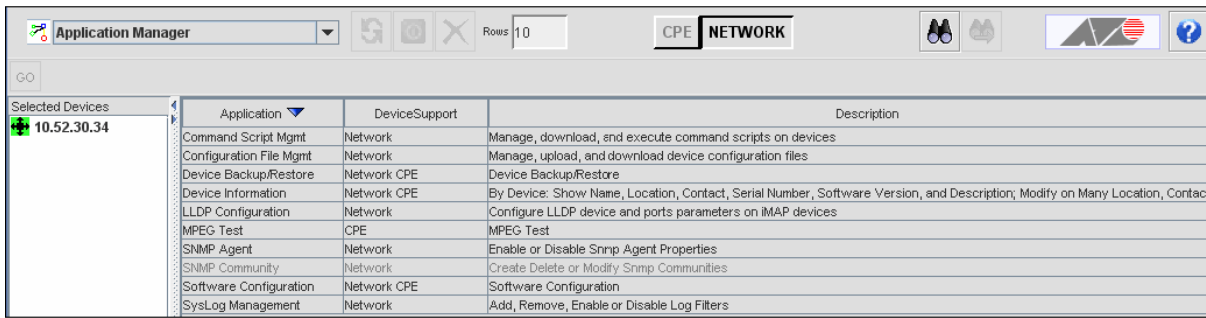 Application Manager Rows 10 CPE NETWORK
GO
Selected Devices
10.52.30.34
Application DeviceSupport Description
Command Script Mgmt Network Manage, download, and execute command scripts on devices
Configuration File Mgmt Network Manage, upload, and download device configuration files
Device Backup/Restore Network CPE Device Backup/Restore
Device Information Network CPE By Device: Show Name, Location, Contact, Serial Number, Software Version, and Description; Modify on Many Location, Contac
LLDP Configuration Network Configure LLDP device and ports parameters on iMAP devices
MPEG Test CPE MPEG Test
SNMP Agent Network Enable or Disable Snmp Agent Properties
SNMP Community Network Create Delete or Modify Snmp Communities
Software Configuration Network CPE Software Configuration
SysLog Management Network Add, Remove, Enable or Disable Log Filters